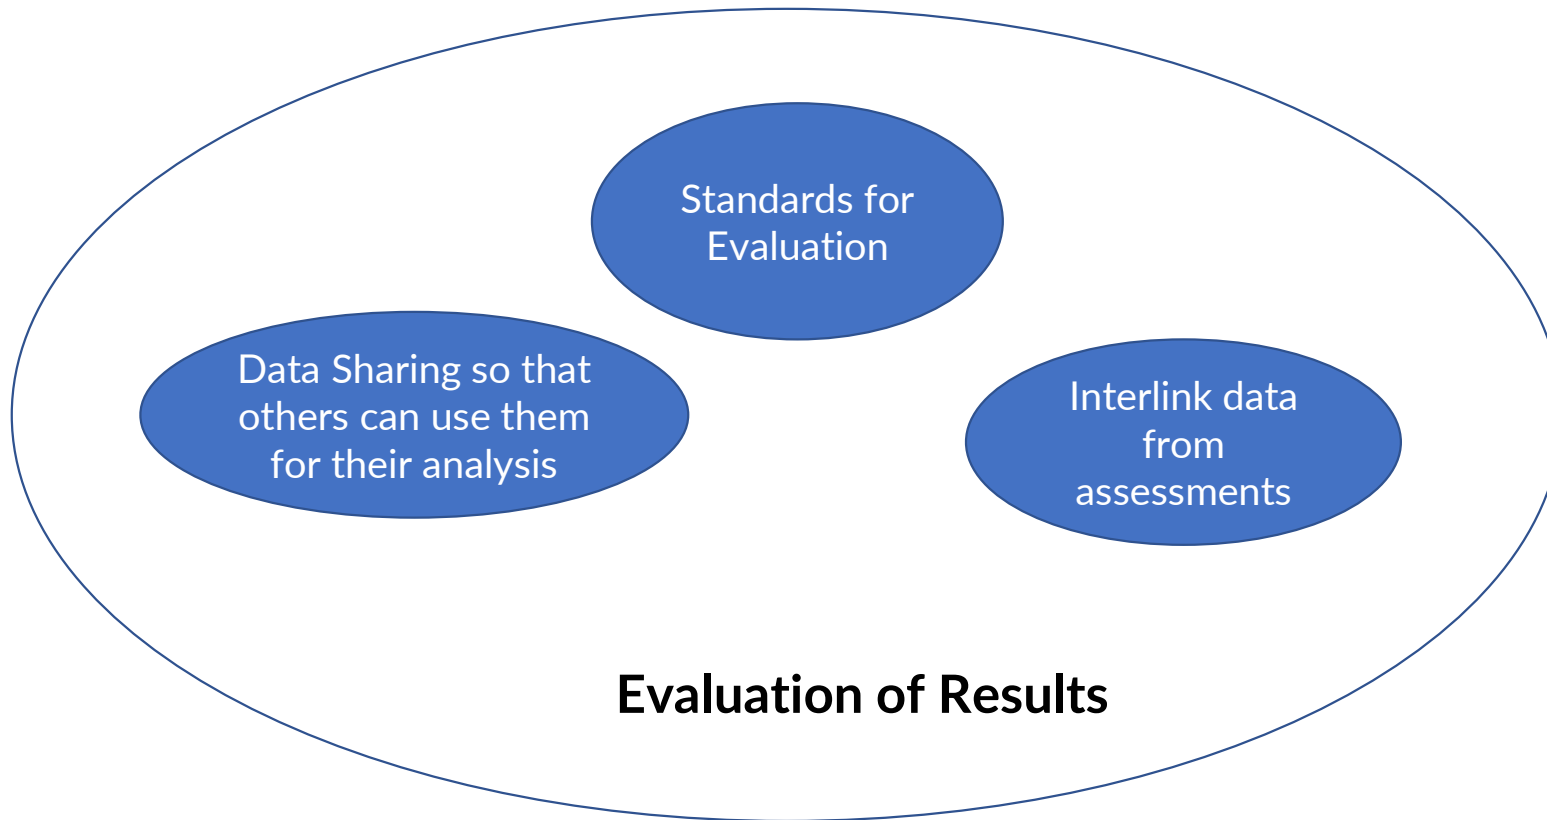 Standards for
Evaluation
Data Sharing so that
others can use them
for their analysis
Interlink data
from
assessments
Evaluation of Results